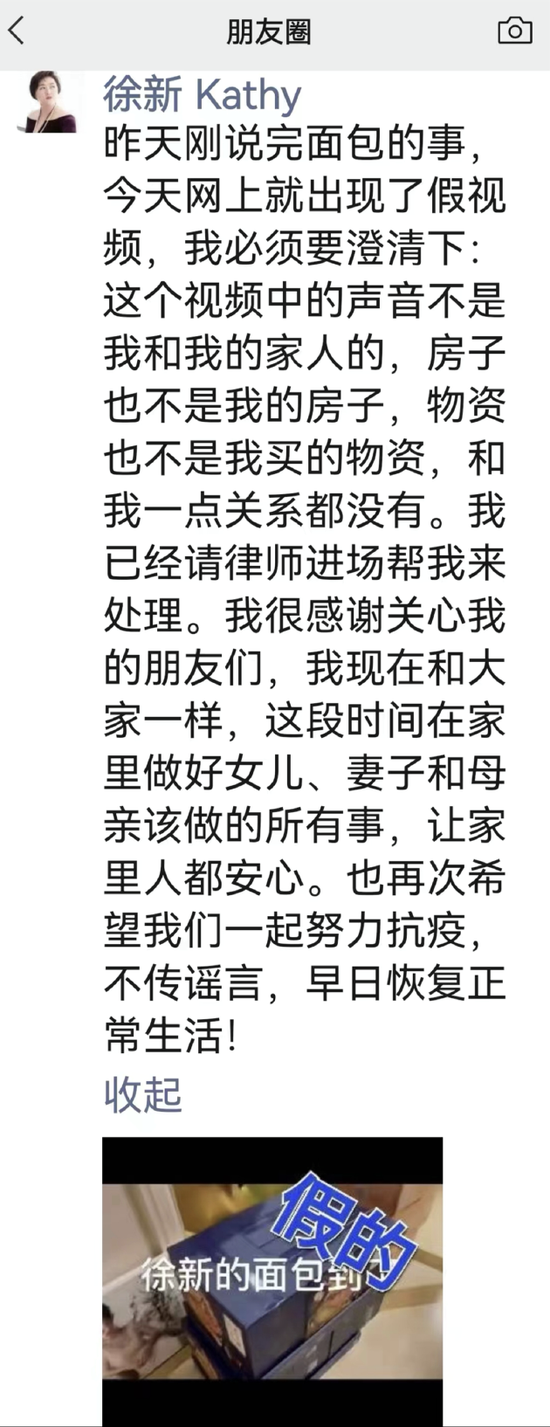 朋友圈
徐新 Kathy
昨天刚说完面包的事，
今天网上就出现了假视
频，我必须要澄清下：
这个视频中的声音不是
我和我的家人的，房子
也不是我的房子，物资
也不是我买的物资，和
我一点关系都没有。我
已经请律师进场帮我来
处理。我很感谢关心我
的朋友们，我现在和大
家一样，这段时间在家
里做好女儿、妻子和母
亲该做的所有事，让家
里人都安心。也再次希
望我们一起努力抗疫，
不传谣言，早日恢复正
常生活！
收起
假的
徐新的面包到